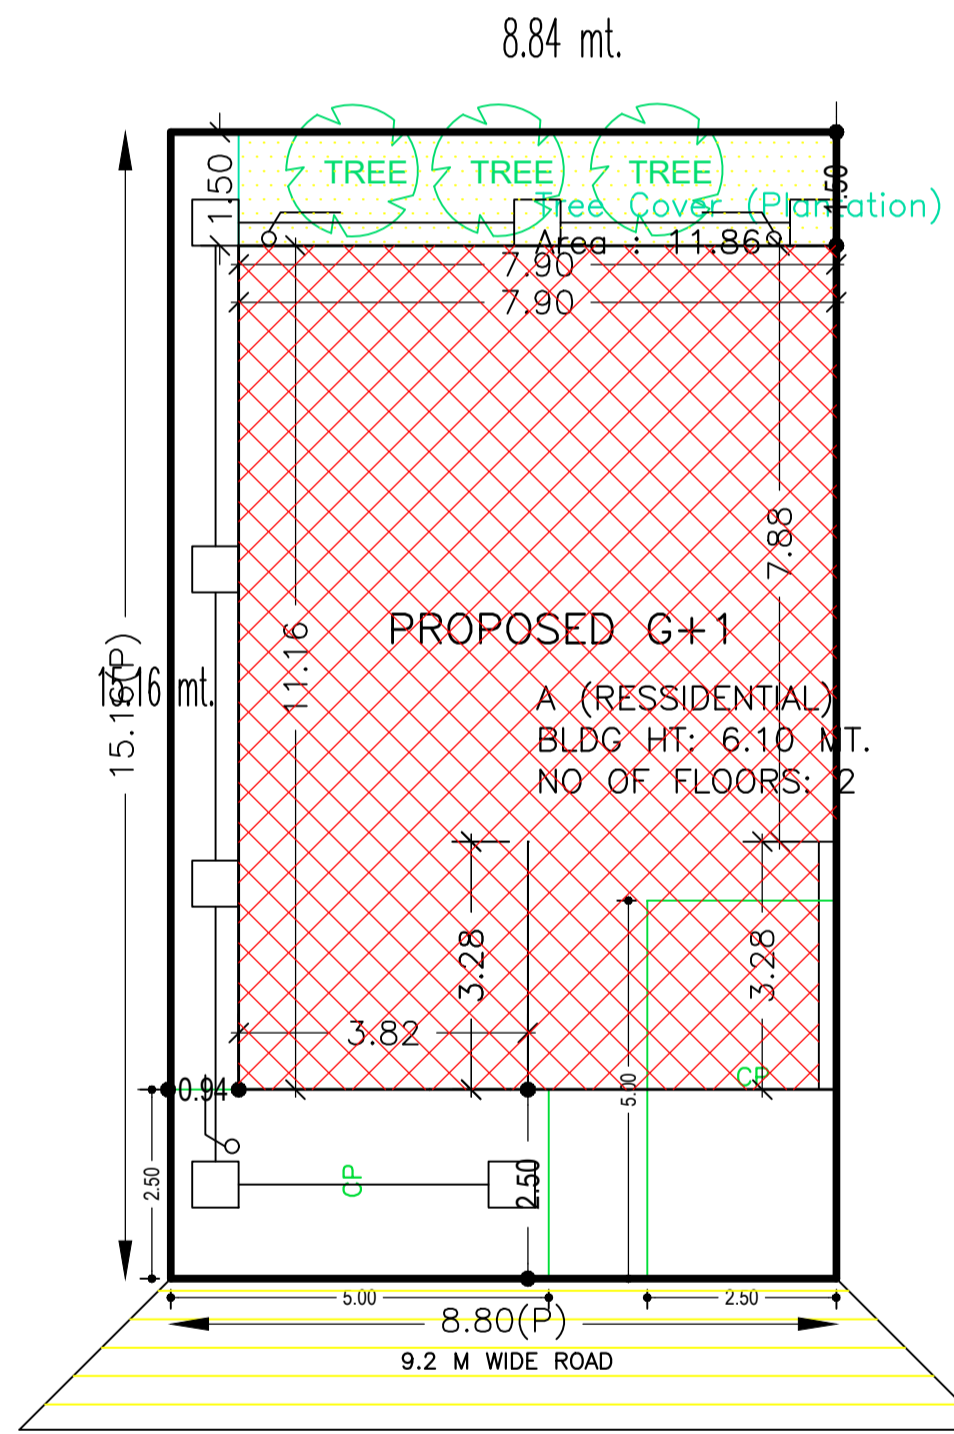 8.84 mt.
TREE TREE TREE
1.50
1.50
Tree Cover (Plantation)
Area : 11.86
7.90
7.90
7.88
PROPOSED G+1
11.16
15.16(P)
mt.
A (RESSIDENTIAL)
BLDG HT: 6.10 MT.
NO OF FLOORS: 2
3.28
3.28
3.82
CP
0.94
5.00
2.50
CP
2.50
5.00
2.50
8.80(P)
9.2 M WIDE ROAD